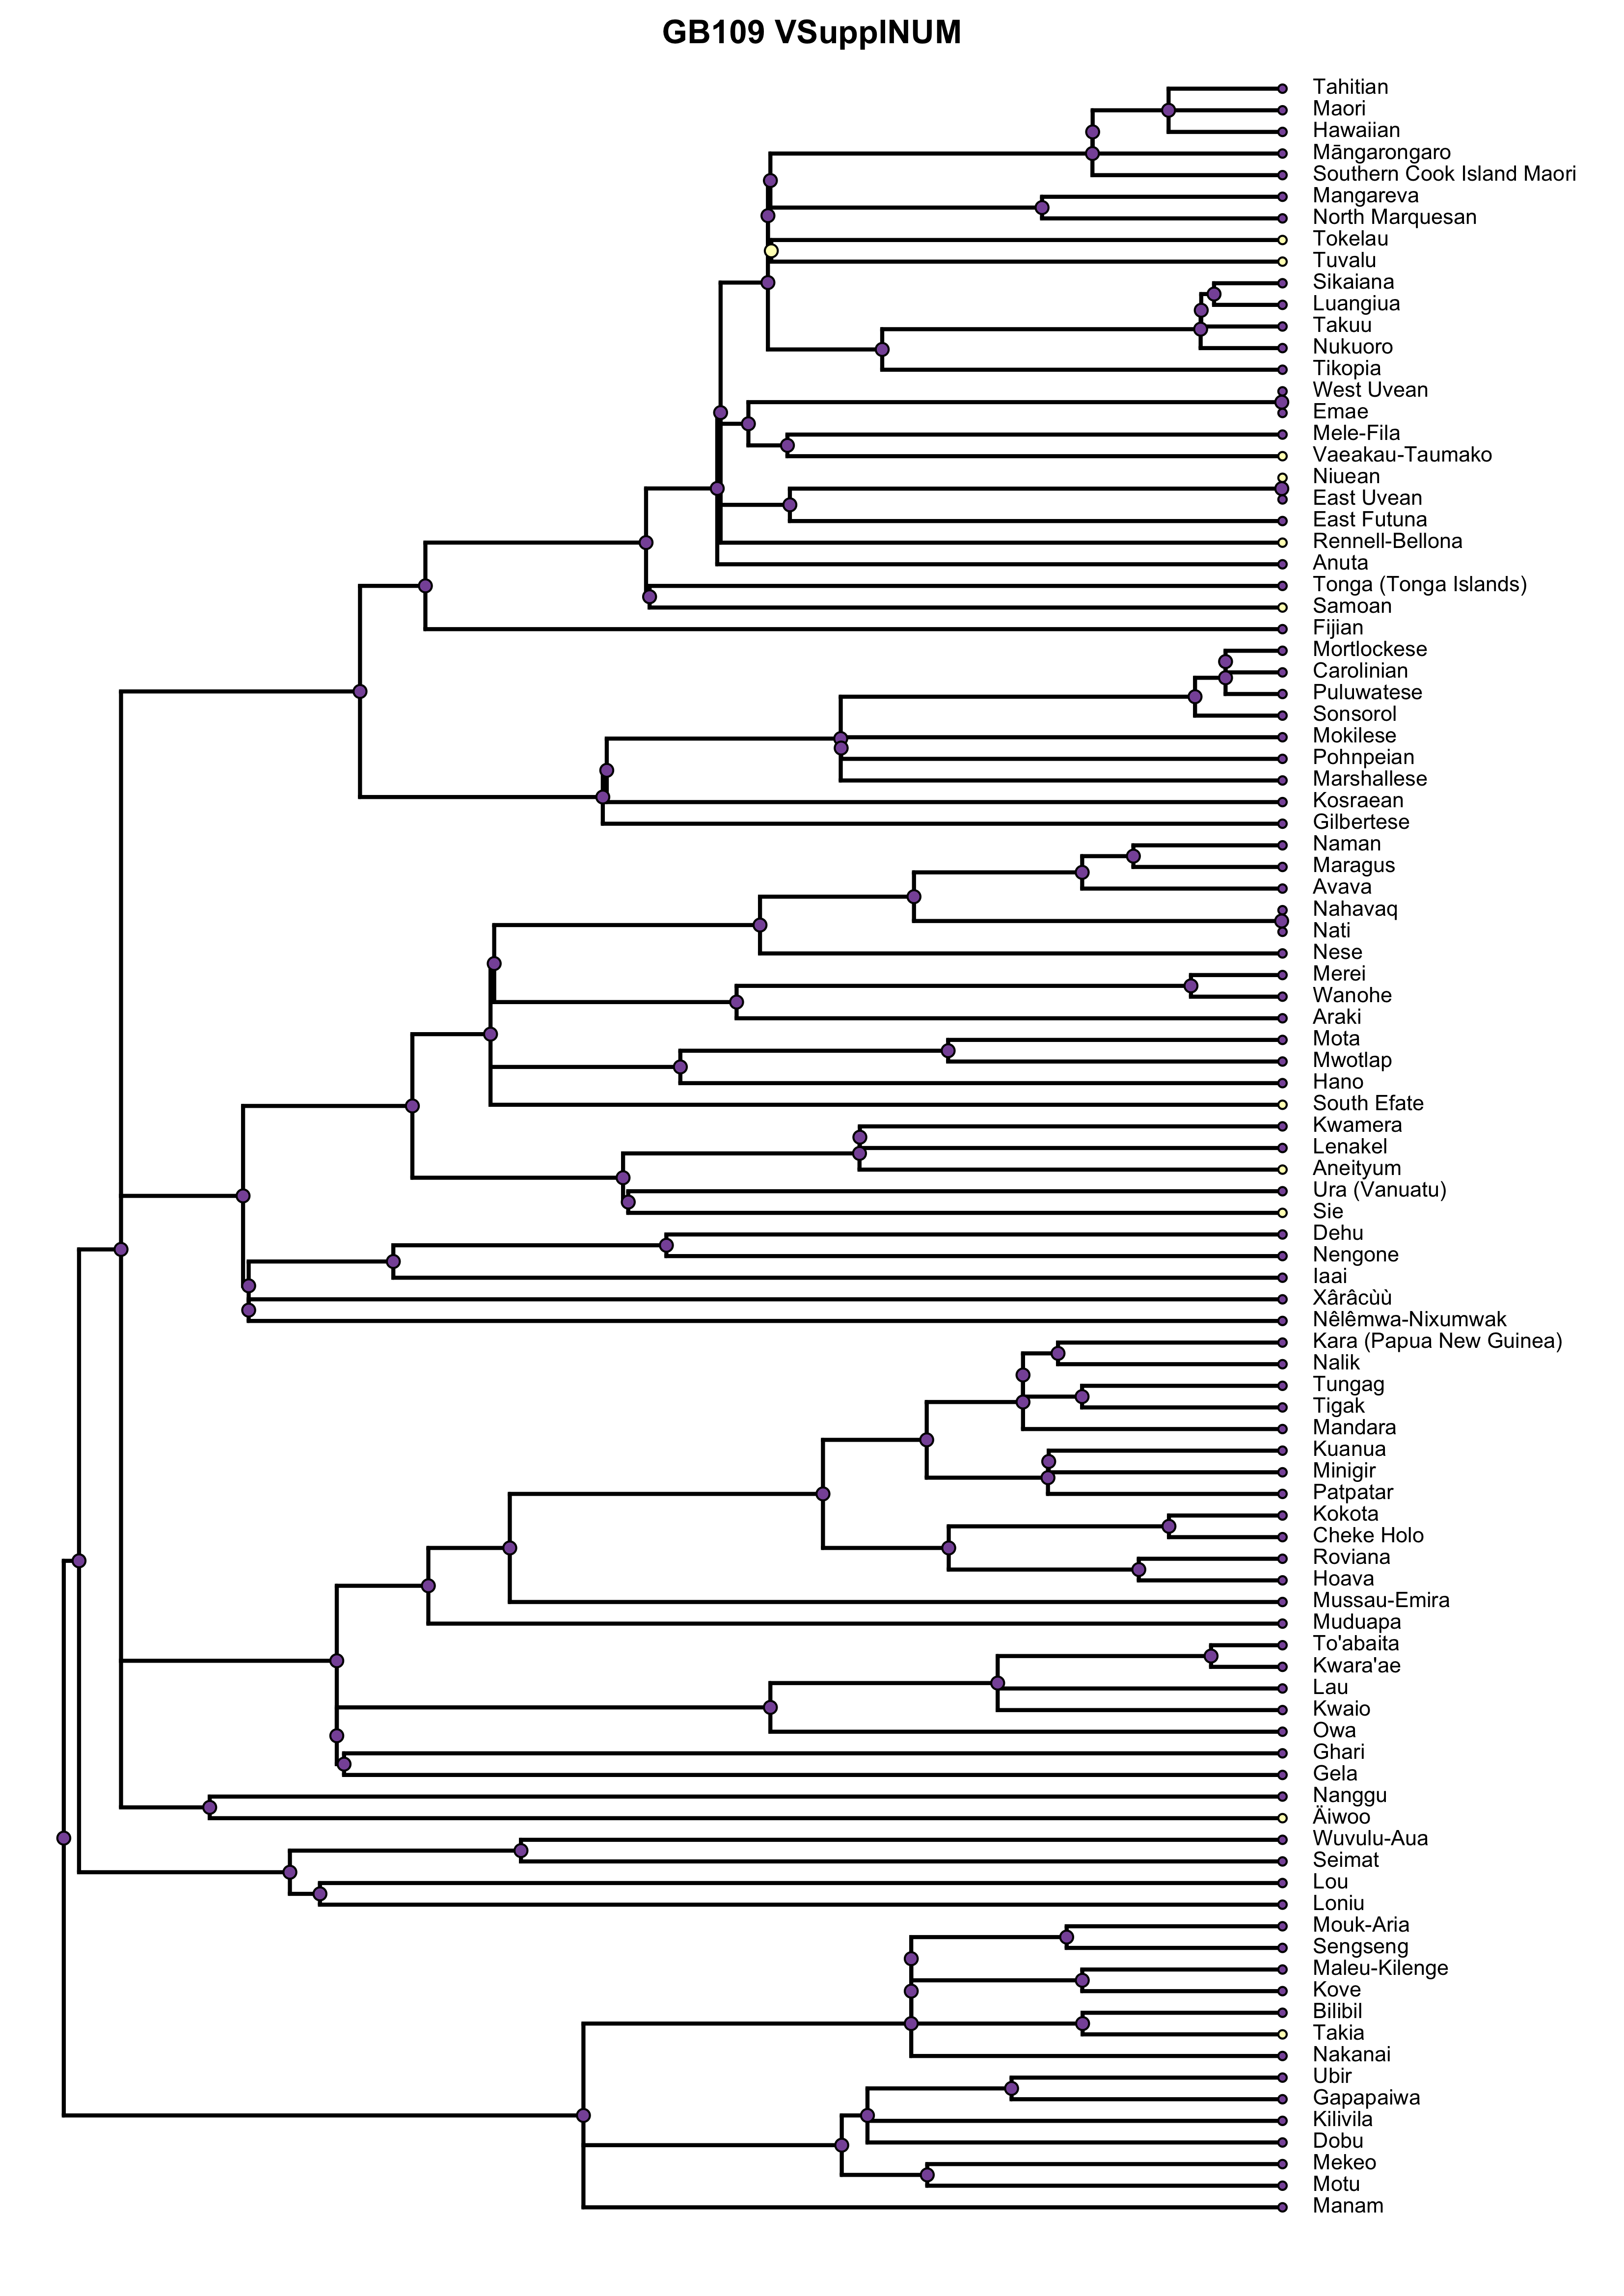 GB109 VSupplNUM
Tahitian
Maori
Hawaiian
Māngarongaro
Southern Cook Island Maori
Mangareva
North Marquesan
Tokelau
Tuvalu
Sikaiana
Luangiua
Takuu
Nukuoro
Tikopia
West Uvean
Emae
Mele-Fila
Vaeakau-Taumako
Niuean
East Uvean
East Futuna
Rennell-Bellona
Anuta
Tonga (Tonga Islands)
Samoan
Fijian
Mortlockese
Carolinian
Puluwatese
Sonsorol
Mokilese
Pohnpeian
Marshallese
Kosraean
Gilbertese
Naman
Maragus
Avava
Nahavaq
Nati
Nese
Merei
Wanohe
Araki
Mota
Mwotlap
Hano
South Efate
Kwamera
Lenakel
Aneityum
Ura (Vanuatu)
Sie
Dehu
Nengone
Iaai
Xârâcùù
Nêlêmwa-Nixumwak
Kara (Papua New Guinea)
Nalik
Tungag
Tigak
Mandara
Kuanua
Minigir
Patpatar
Kokota
Cheke Holo
Roviana
Hoava
Mussau-Emira
Muduapa
To'abaita
Kwara'ae
Lau
Kwaio
Owa
Ghari
Gela
Nanggu
Äiwoo
Wuvulu-Aua
Seimat
Lou
Loniu
Mouk-Aria
Sengseng
Maleu-Kilenge
Kove
Bilibil
Takia
Nakanai
Ubir
Gapapaiwa
Kilivila
Dobu
Mekeo
Motu
Manam